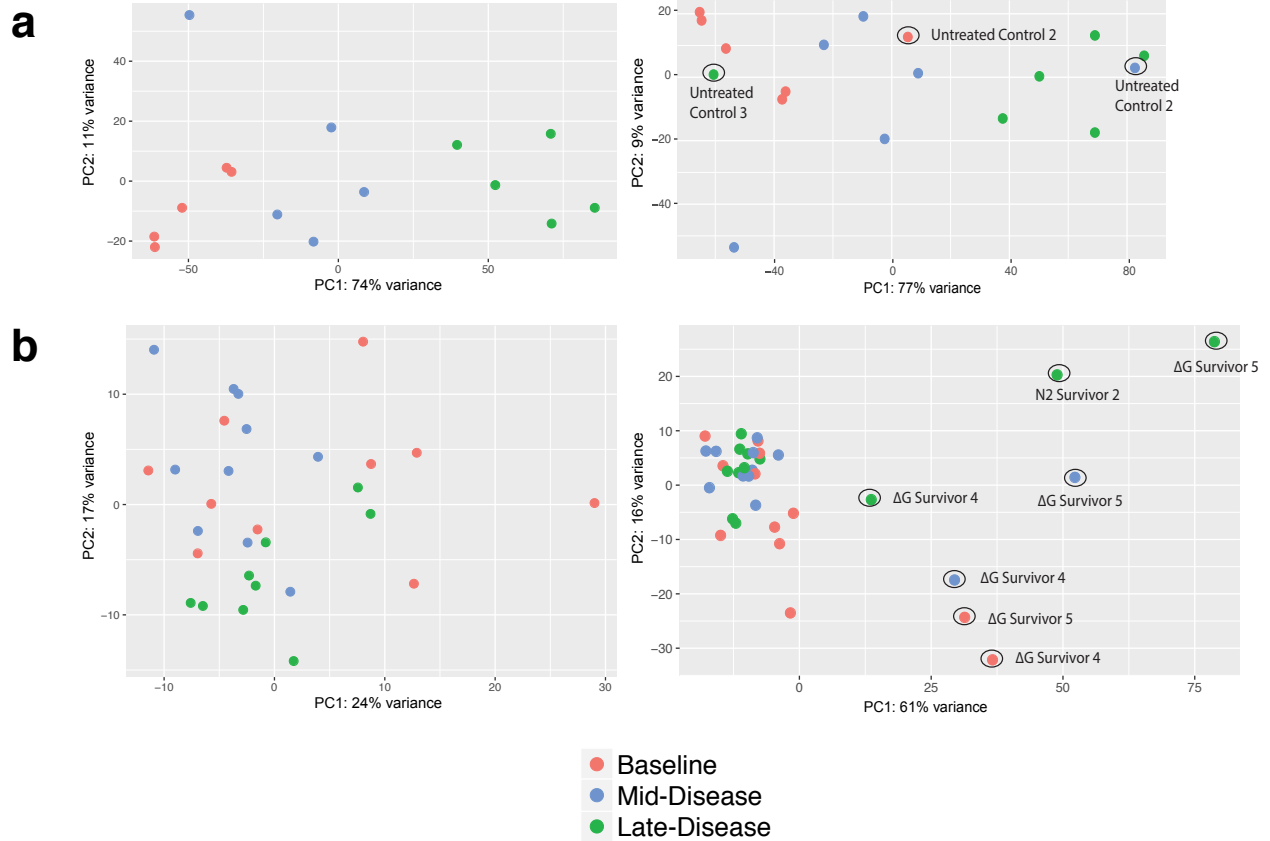 a
40
20
0
−20
PC2: 11% variance
−50
0
50
PC1: 74% variance
20
0
−20
−40
PC2: 9% variance
Untreated Control 2
Untreated
Control 3
Untreated
Control 2
−40
0
40
80
PC1: 77% variance
b
10
0
−10
PC2: 17% variance
−10
0
10
20
30
PC1: 24% variance
20
10
0
−10
−20
−30
PC2: 16% variance
ΔG Survivor 5
N2 Survivor 2
ΔG Survivor 4
ΔG Survivor 5
ΔG Survivor 4
ΔG Survivor 5
ΔG Survivor 4
0
25
50
75
PC1: 61% variance
Baseline
Mid-Disease
Late-Disease